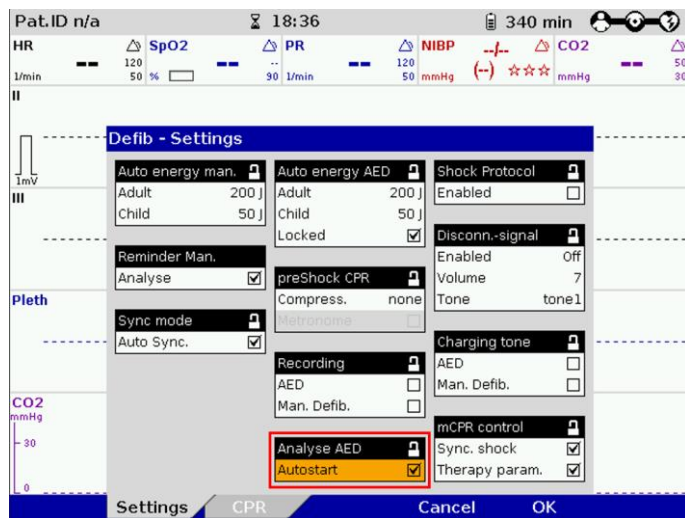 Pat.ID n/a 18:36 340 min
HR SpO2 PR NIBP --/-- CO2
-- 120 -- -- -- 120 (--) -- 50
1/min 50 % 90 1/min 50 mmHg mmHg 30
II
1mV
III
Pleth
CO2
mmHg
30
0
Defib - Settings
Auto energy man.
Adult 200 J
Child 50 J
Reminder Man.
Analyse
Sync mode
Auto Sync.
Auto energy AED
Adult 200 J
Child 50 J
Locked
preShock CPR
Compress. none
Metronome
Recording
AED
Man. Defib.
Analyse AED
Autostart
Shock Protocol
Enabled
Disconn.-signal
Enabled Off
Volume 7
Tone tone1
Charging tone
AED
Man. Defib.
mCPR control
Sync. shock
Therapy param.
Settings CPR Cancel OK